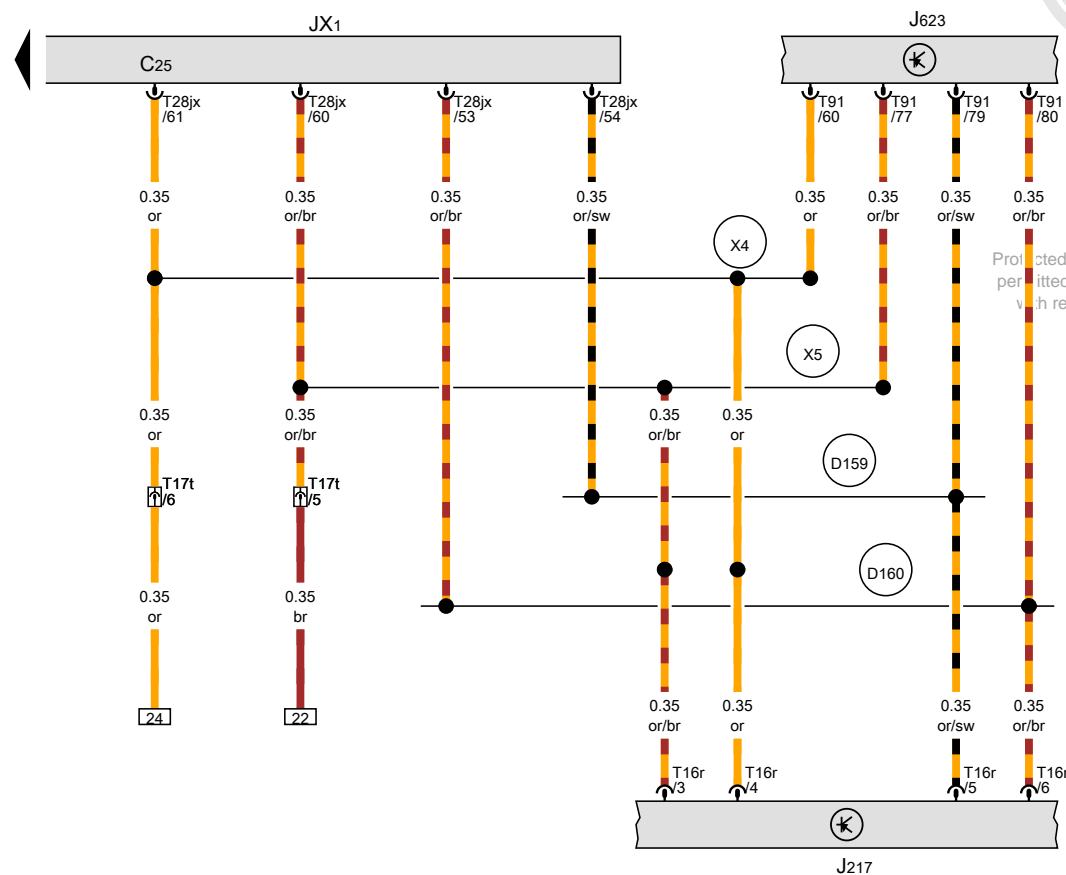 JX1
J623
C25
T28jx /61
T28jx /60
T28jx /53
T28jx /54
T91 /60
T91 /77
T91 /79
T91 /80
0.35 or
0.35 or/br
0.35 or/br
0.35 or/sw
0.35 or
0.35 or/br
0.35 or/sw
0.35 or/br
X4
X5
0.35 or
0.35 or/br
0.35 or/br
0.35 or
D159
T17t /6
T17t /5
D160
0.35 or
0.35 br
24
22
0.35 or/br
0.35 or
0.35 or/sw
0.35 or/br
T16r /3
T16r /4
T16r /5
T16r /6
J217
with re